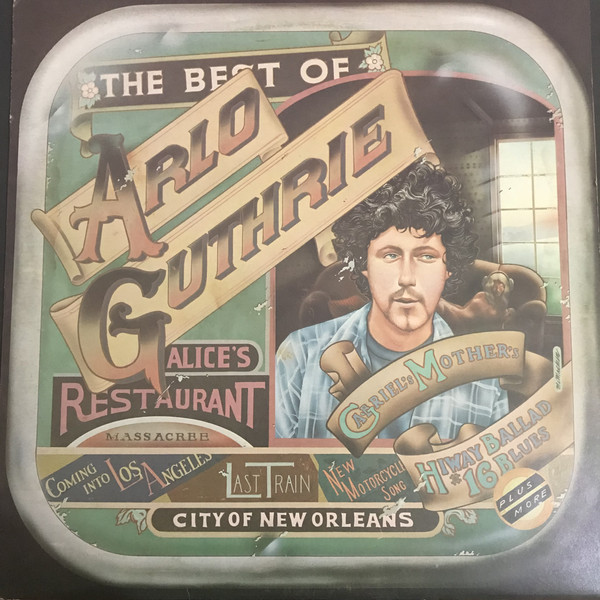 THE BEST OF
ARLO
GUTHRIE
ALICE'S
RESTAURANT
MASSACREE
GABRIEL'S MOTHER'S
HIWAY BALLAD
#16 BLUES
COMING
INTO LOS ANGELES
LAST TRAIN
NEW
MOTORCYCLE
SONG
PLUS
MORE
CITY OF NEW ORLEANS